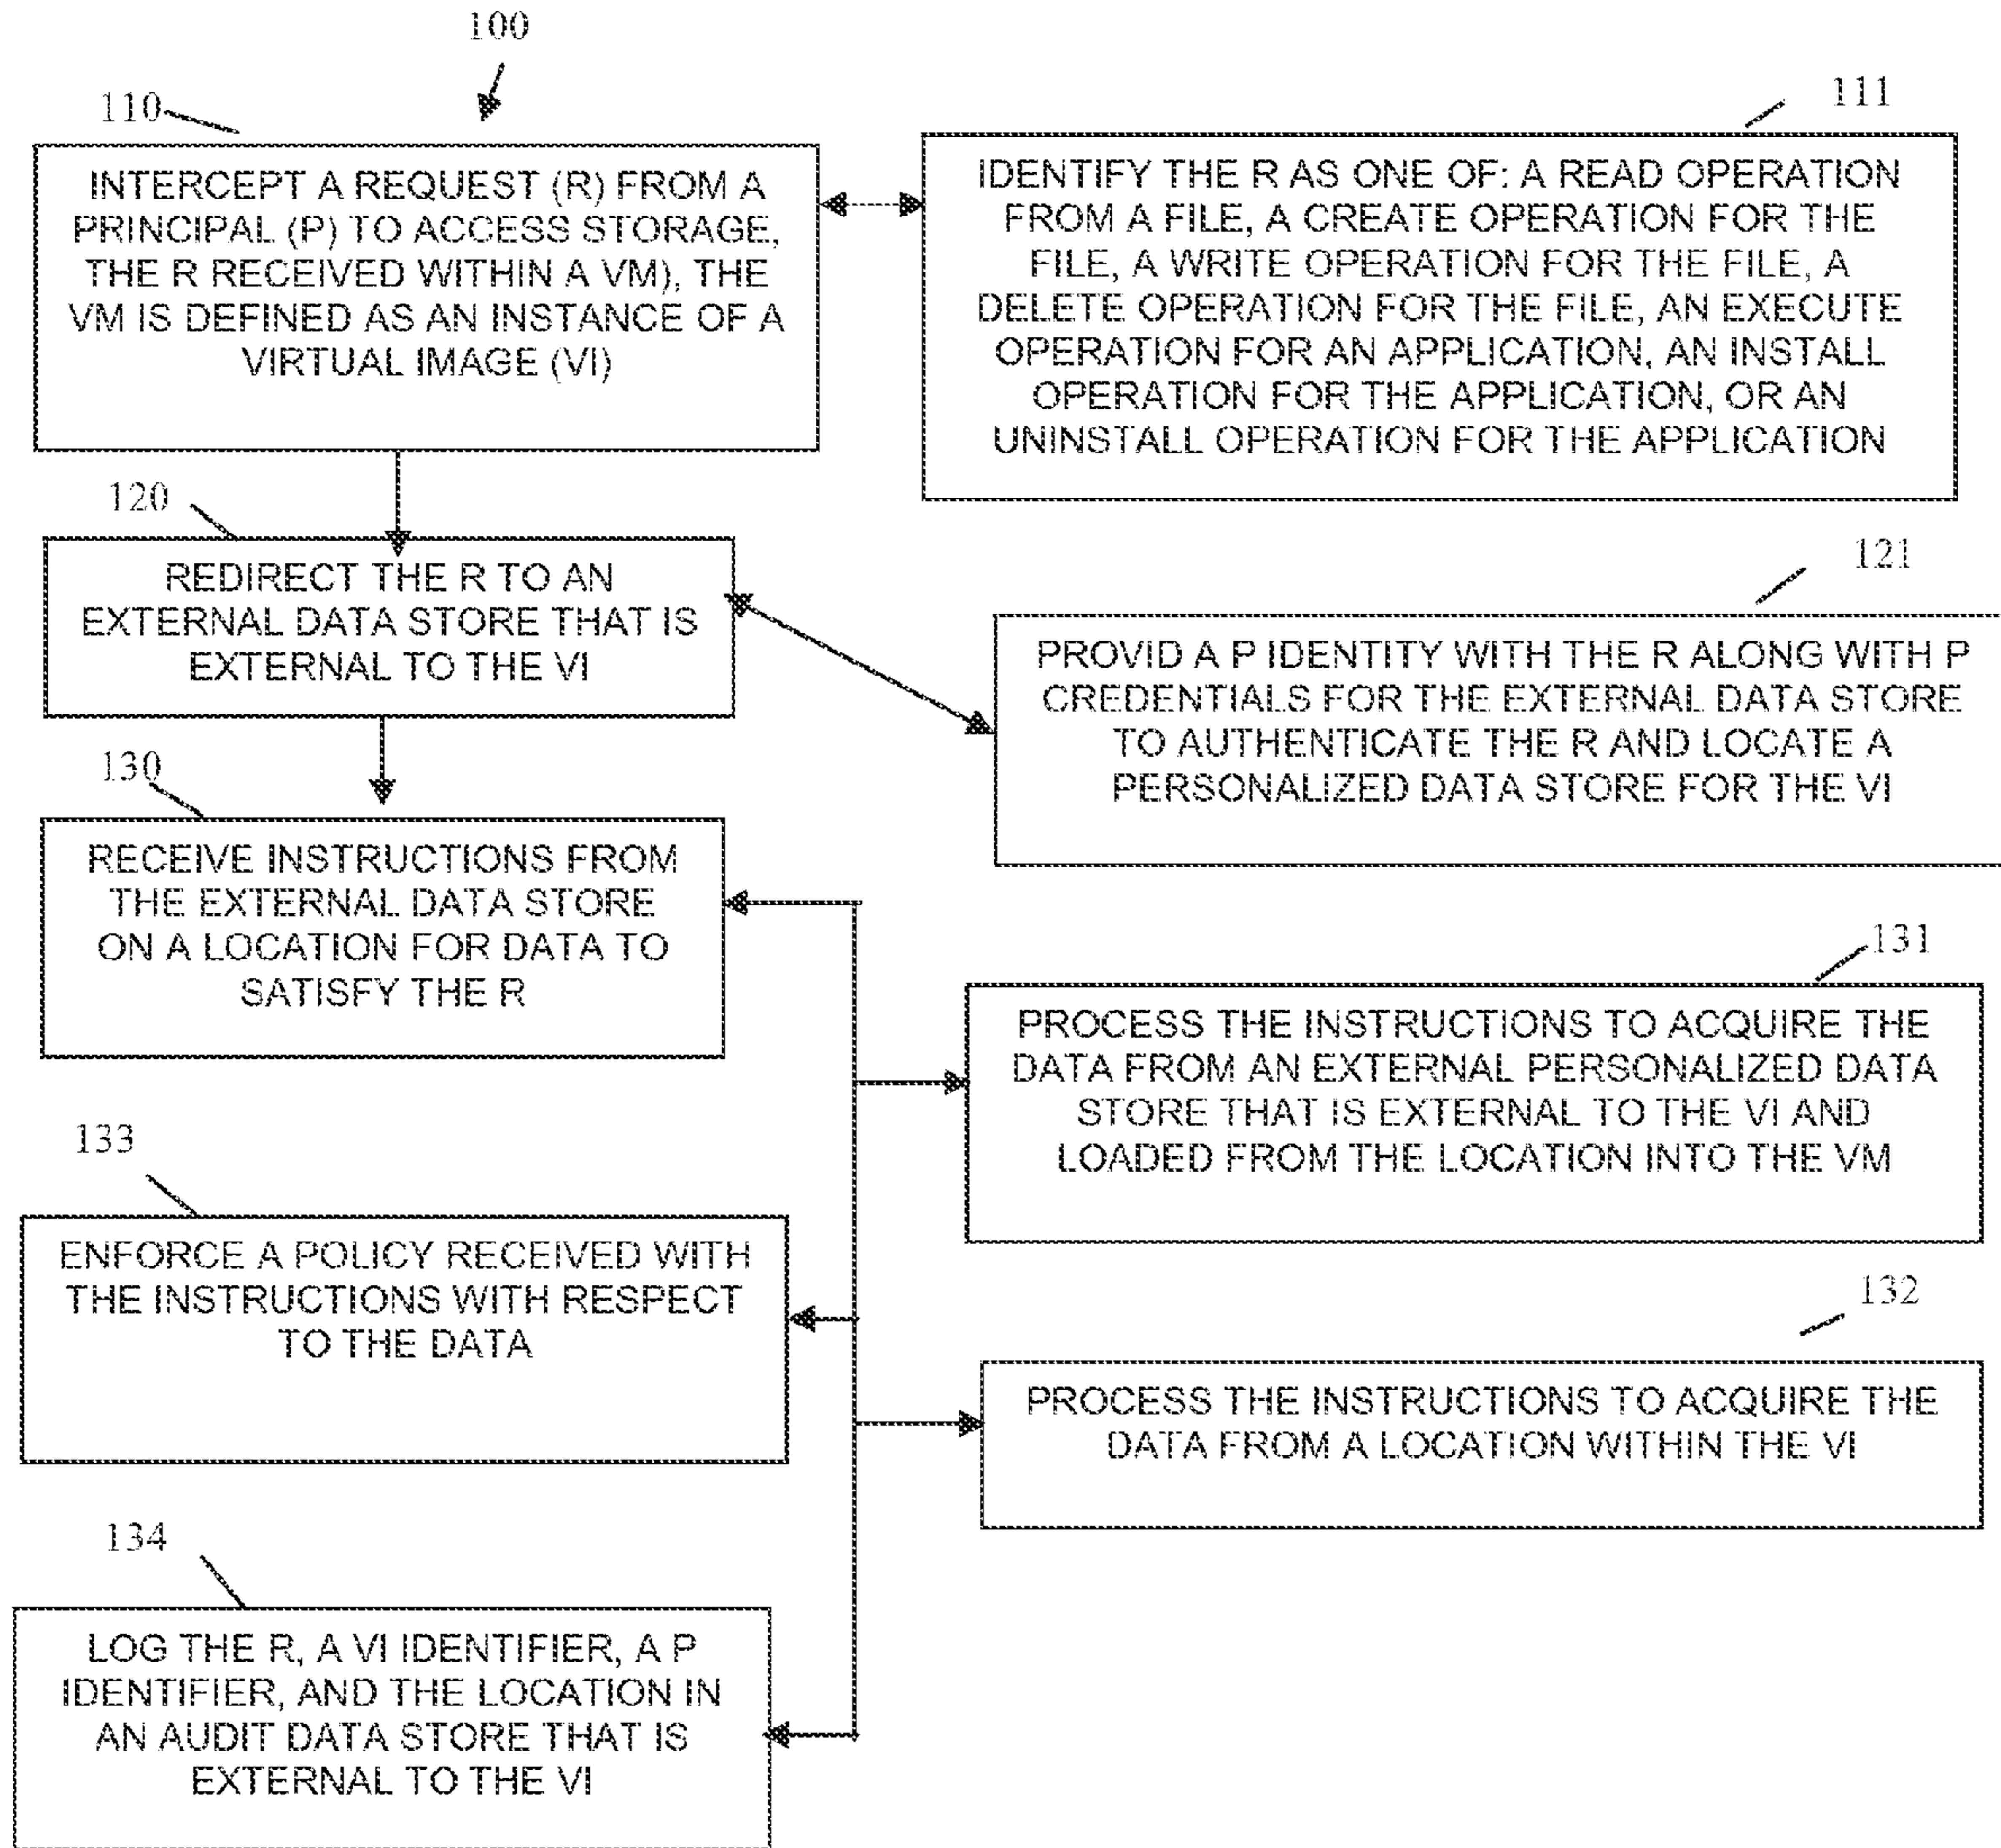 100
110
INTERCEPT A REQUEST (R) FROM A
PRINCIPAL (P) TO ACCESS STORAGE,
THE R RECEIVED WITHIN A VM), THE
VM IS DEFINED AS AN INSTANCE OF A
VIRTUAL IMAGE (VI)
111
IDENTIFY THE R AS ONE OF: A READ OPERATION
FROM A FILE, A CREATE OPERATION FOR THE
FILE, A WRITE OPERATION FOR THE FILE, A
DELETE OPERATION FOR THE FILE, AN EXECUTE
OPERATION FOR AN APPLICATION, AN INSTALL
OPERATION FOR THE APPLICATION, OR AN
UNINSTALL OPERATION FOR THE APPLICATION
120
REDIRECT THE R TO AN
EXTERNAL DATA STORE THAT IS
EXTERNAL TO THE VI
121
PROVID A P IDENTITY WITH THE R ALONG WITH P
CREDENTIALS FOR THE EXTERNAL DATA STORE
TO AUTHENTICATE THE R AND LOCATE A
PERSONALIZED DATA STORE FOR THE VI
130
RECEIVE INSTRUCTIONS FROM
THE EXTERNAL DATA STORE
ON A LOCATION FOR DATA TO
SATISFY THE R
131
PROCESS THE INSTRUCTIONS TO ACQUIRE THE
DATA FROM AN EXTERNAL PERSONALIZED DATA
STORE THAT IS EXTERNAL TO THE VI AND
LOADED FROM THE LOCATION INTO THE VM
133
ENFORCE A POLICY RECEIVED WITH
THE INSTRUCTIONS WITH RESPECT
TO THE DATA
132
PROCESS THE INSTRUCTIONS TO ACQUIRE THE
DATA FROM A LOCATION WITHIN THE VI
134
LOG THE R, A VI IDENTIFIER, A P
IDENTIFIER, AND THE LOCATION IN
AN AUDIT DATA STORE THAT IS
EXTERNAL TO THE VI